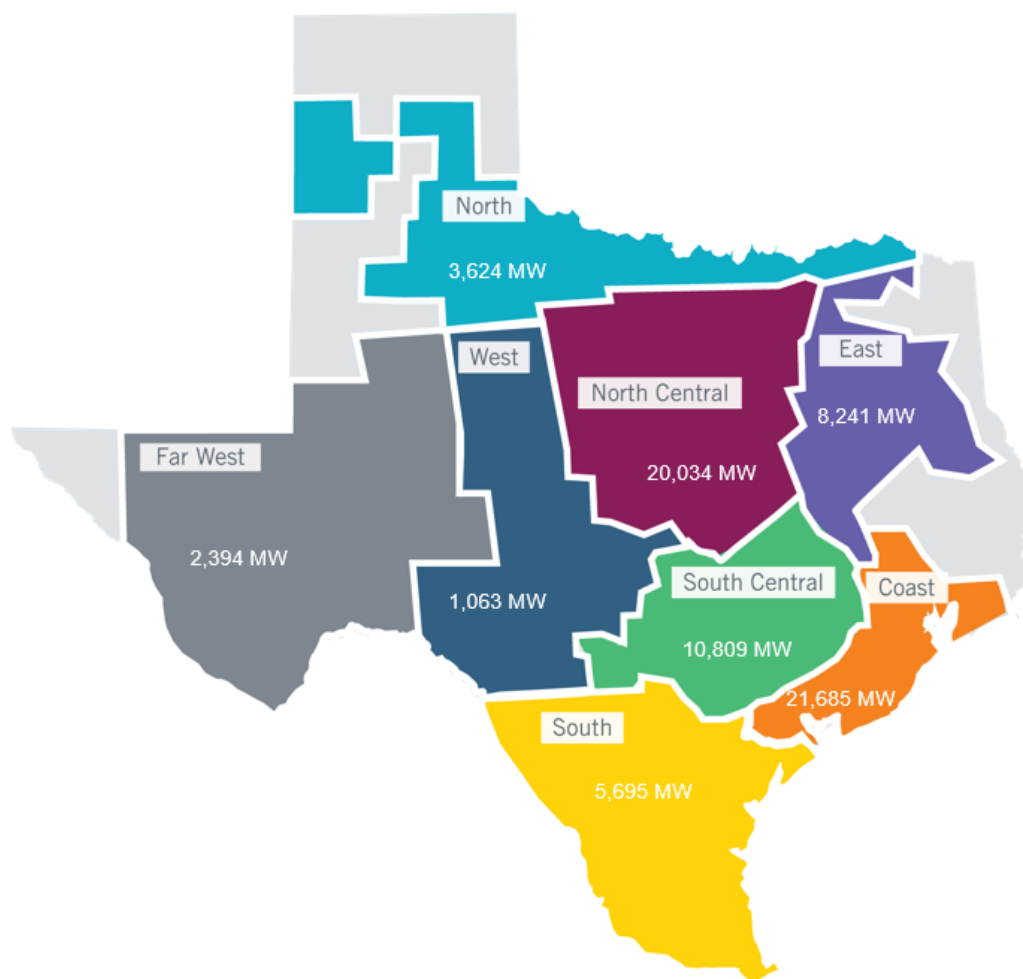 North
3,624 MW
West
East
North Central
8,241 MW
Far West
20,034 MW
2,394 MW
South Central
Coast
1,063 MW
10,809 MW
21,685 MW
South
5,695 MW